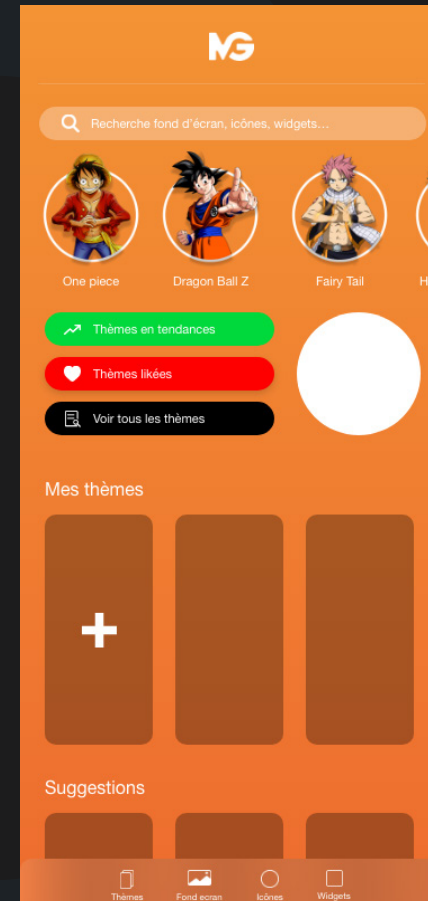 MG
Recherche fond d'écran, icônes, widgets...
One piece
Dragon Ball Z
Fairy Tail
H
Thèmes en tendances
Thèmes likées
Voir tous les thèmes
Mes thèmes
+
Suggestions
Thèmes
Fond ecran
Icônes
Widgets